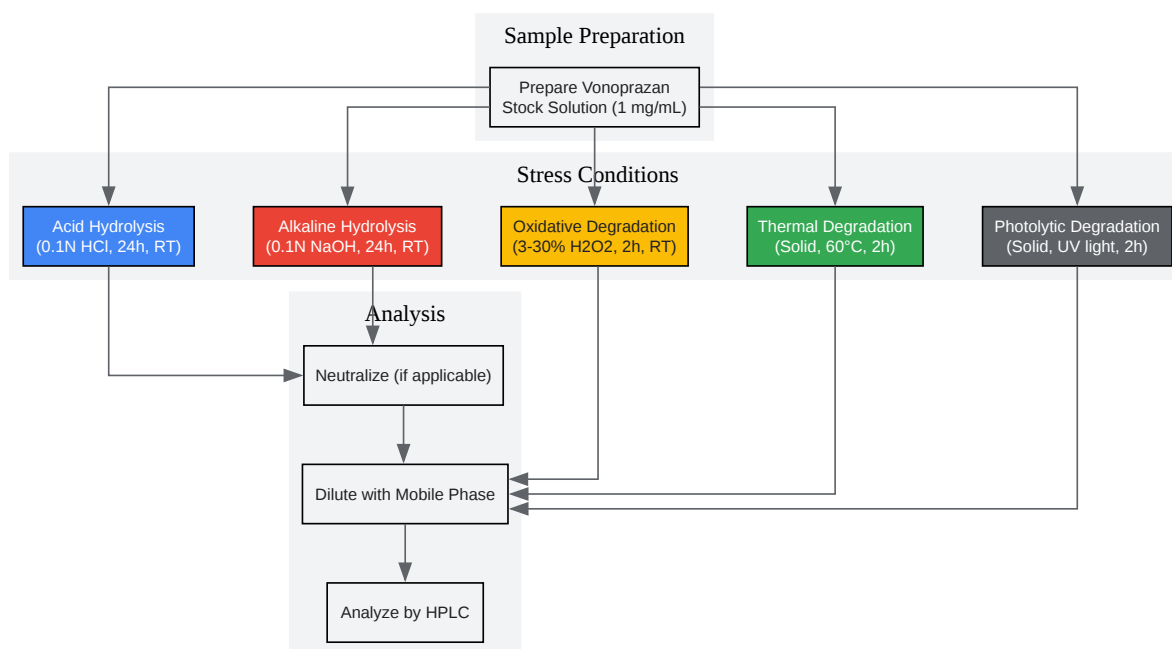 Sample Preparation
Prepare Vonoprazan
Stock Solution (1 mg/mL)
Stress Conditions
Acid Hydrolysis
(0.1N HCl, 24h, RT)
Alkaline Hydrolysis
(0.1N NaOH, 24h, RT)
Oxidative Degradation
(3-30% H2O2, 2h, RT)
Thermal Degradation
(Solid, 60°C, 2h)
Photolytic Degradation
(Solid, UV light, 2h)
Analysis
Neutralize (if applicable)
Dilute with Mobile Phase
Analyze by HPLC